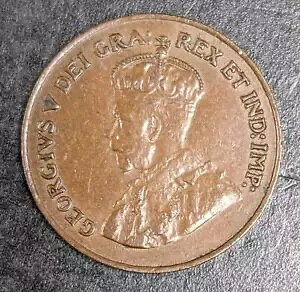 GEORGIVS V DEI GRA: REX ET IND: IMP: